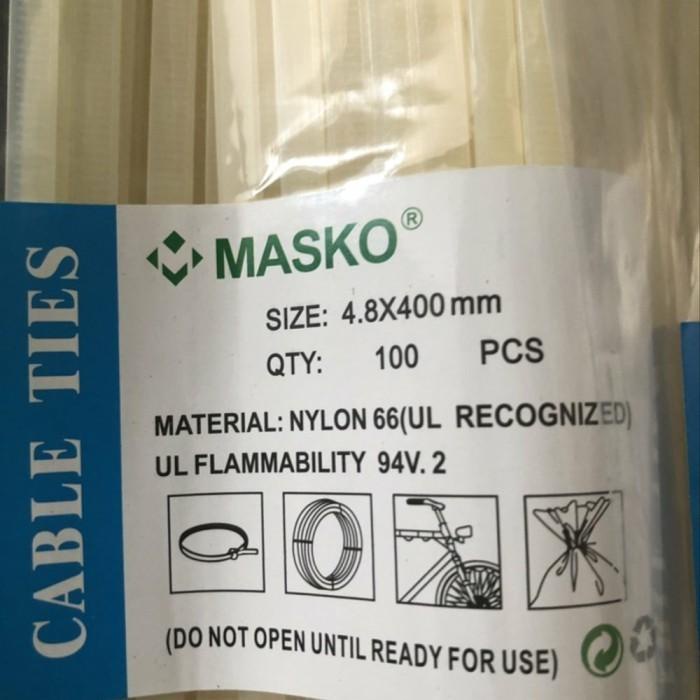 CABLE TIES
MASKO®
SIZE: 4.8X400 mm
QTY: 100 PCS
MATERIAL: NYLON 66(UL RECOGNIZED)
UL FLAMMABILITY 94V. 2
(DO NOT OPEN UNTIL READY FOR USE)